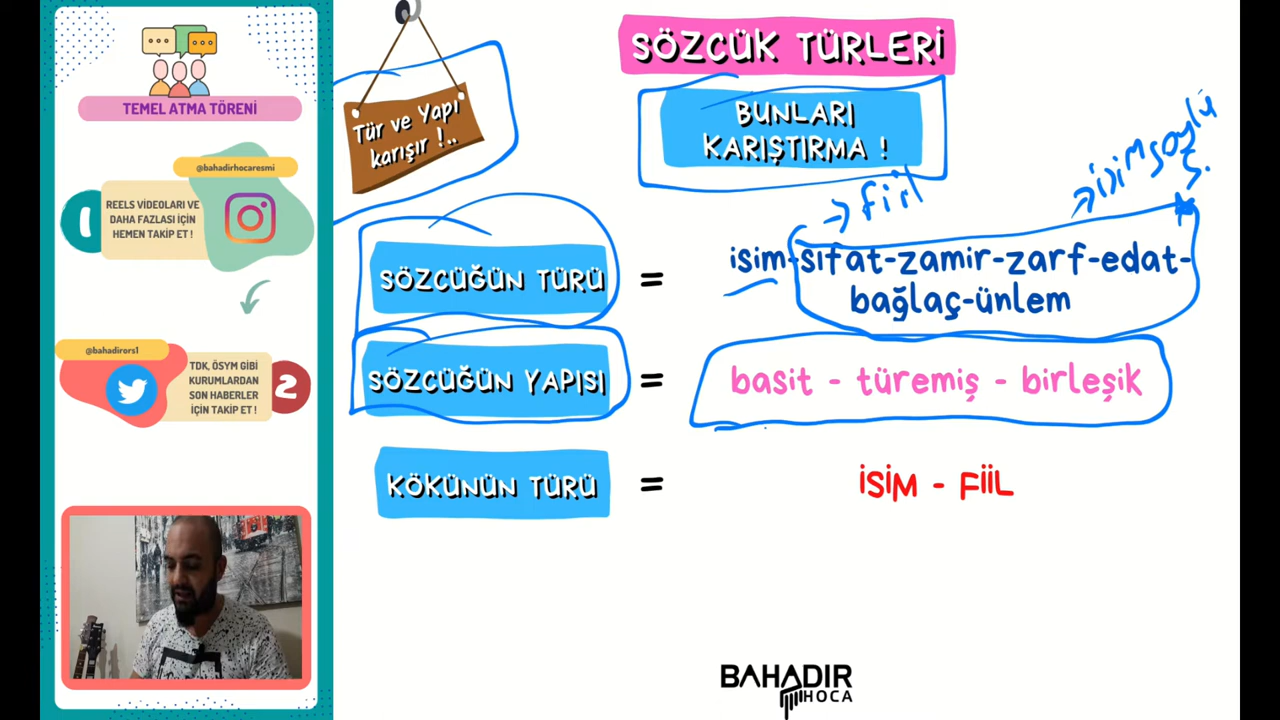 TEMEL ATMA TÖRENİ
@bahadirhocaresmi
1
REELS VİDEOLARI VE
DAHA FAZLASI İÇİN
HEMEN TAKİP ET !
@bahadirors1
TDK, ÖSYM GİBİ
KURUMLARDAN
SON HABERLER
İÇİN TAKİP ET !
2
Tür ve Yapı
karışır !..
SÖZCÜK TÜRLERİ
BUNLARI
KARIŞTIRMA !
→ fiil
→ isim soylu
S.
SÖZCÜĞÜN TÜRÜ = isim-sıfat-zamir-zarf-edat-
bağlaç-ünlem
SÖZCÜĞÜN YAPISI = basit - türemiş - birleşik
KÖKÜNÜN TÜRÜ = İSİM - FİİL
BAHADIR
HOCA